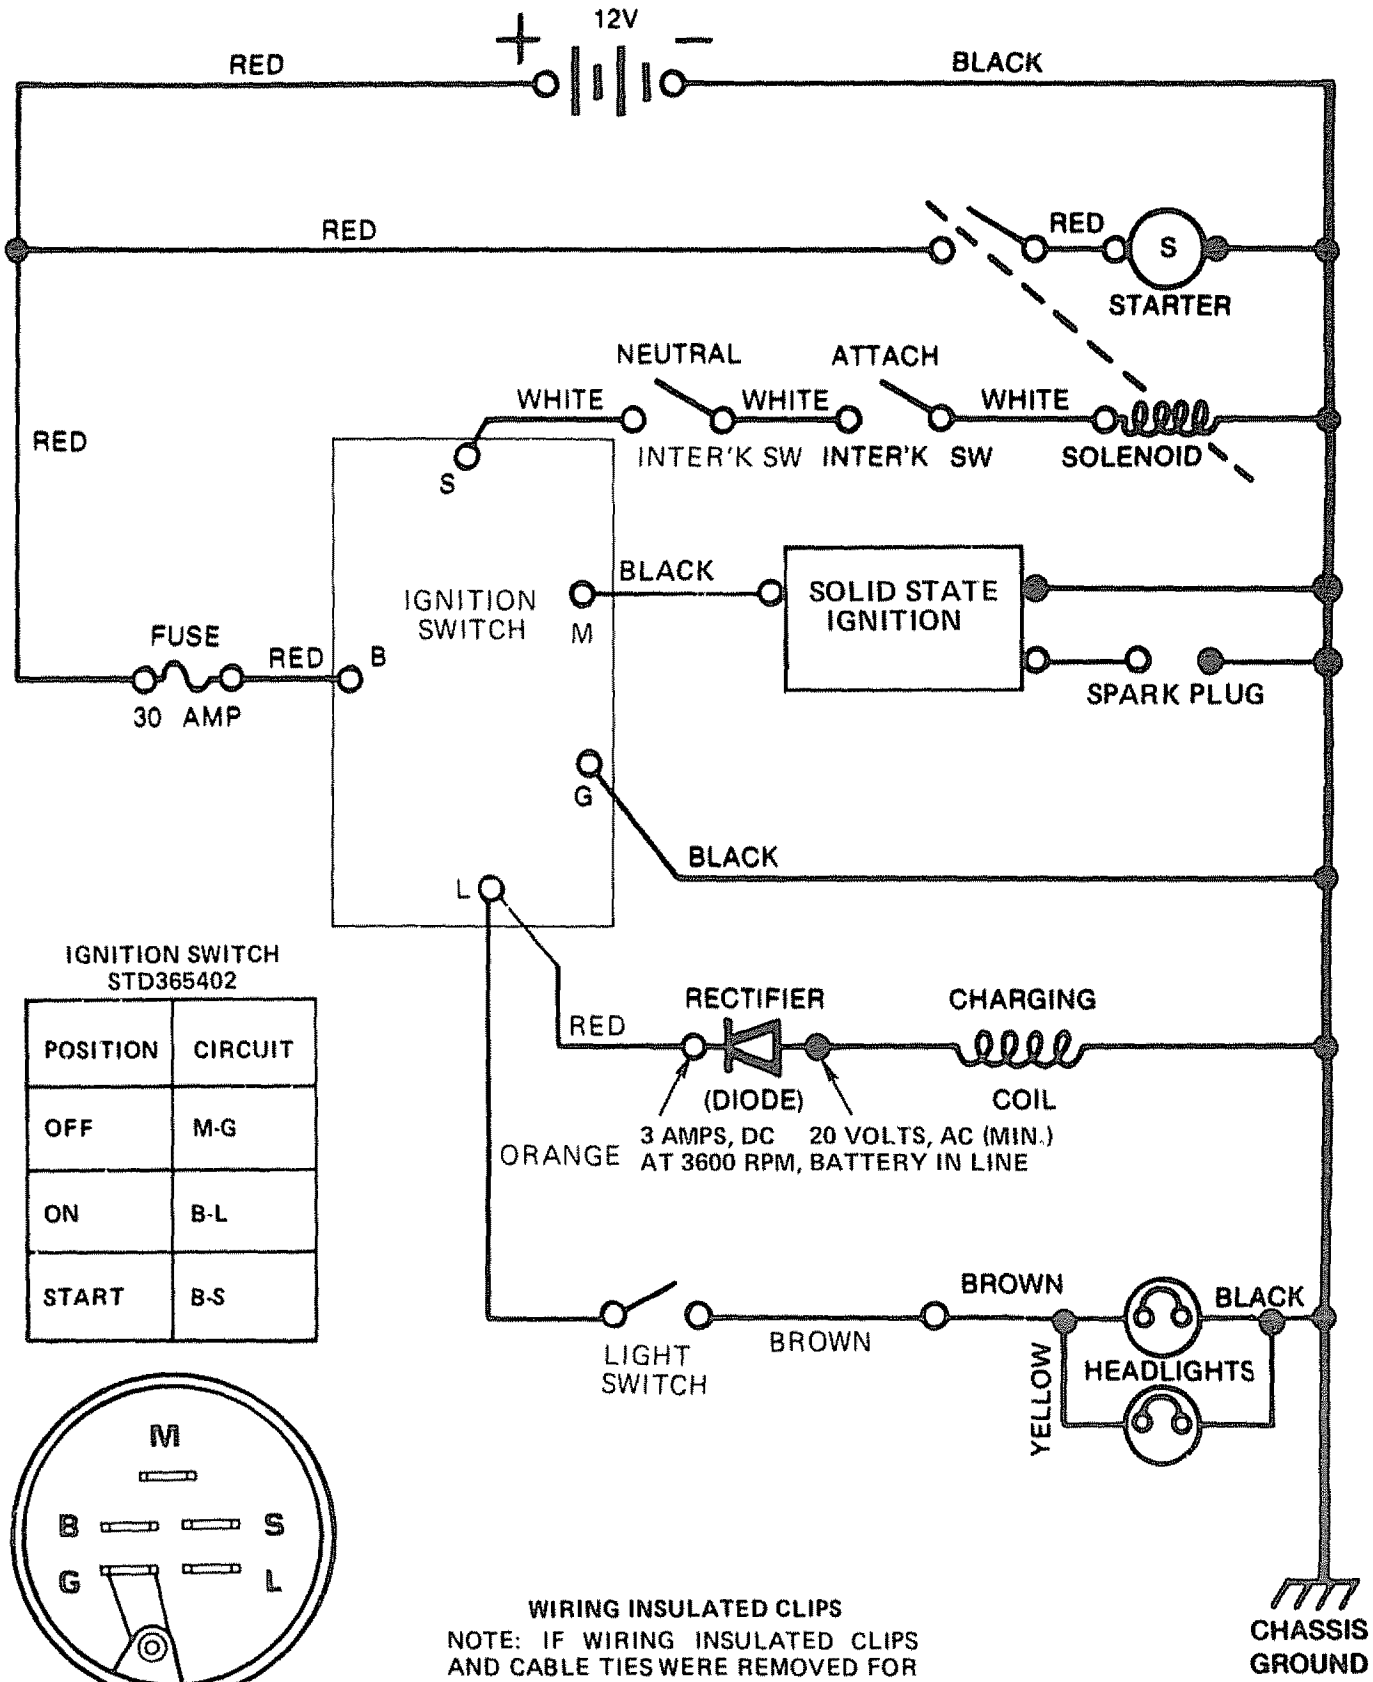 12V
+ −
RED
BLACK
RED
RED
S
STARTER
NEUTRAL
ATTACH
WHITE
WHITE
WHITE
RED
INTER'K SW
INTER'K SW
SOLENOID
S
BLACK
SOLID STATE
IGNITION
IGNITION
SWITCH
M
FUSE
RED
B
30 AMP
SPARK PLUG
G
BLACK
L
IGNITION SWITCH
STD365402
POSITION CIRCUIT
OFF M-G
ON B-L
START B-S
RECTIFIER
CHARGING
RED
(DIODE)
COIL
3 AMPS, DC 20 VOLTS, AC (MIN.)
AT 3600 RPM, BATTERY IN LINE
ORANGE
BROWN
BLACK
LIGHT
SWITCH
BROWN
YELLOW
HEADLIGHTS
M
B S
G L
WIRING INSULATED CLIPS
NOTE: IF WIRING INSULATED CLIPS
AND CABLE TIES WERE REMOVED FOR
CHASSIS
GROUND